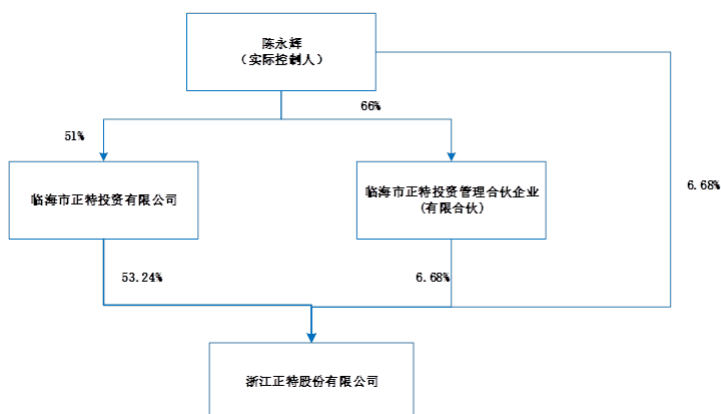 陈永辉
（实际控制人）
66%
51%
临海市正特投资有限公司
临海市正特投资管理合伙企业
(有限合伙)
6.68%
53.24%
6.68%
浙江正特股份有限公司